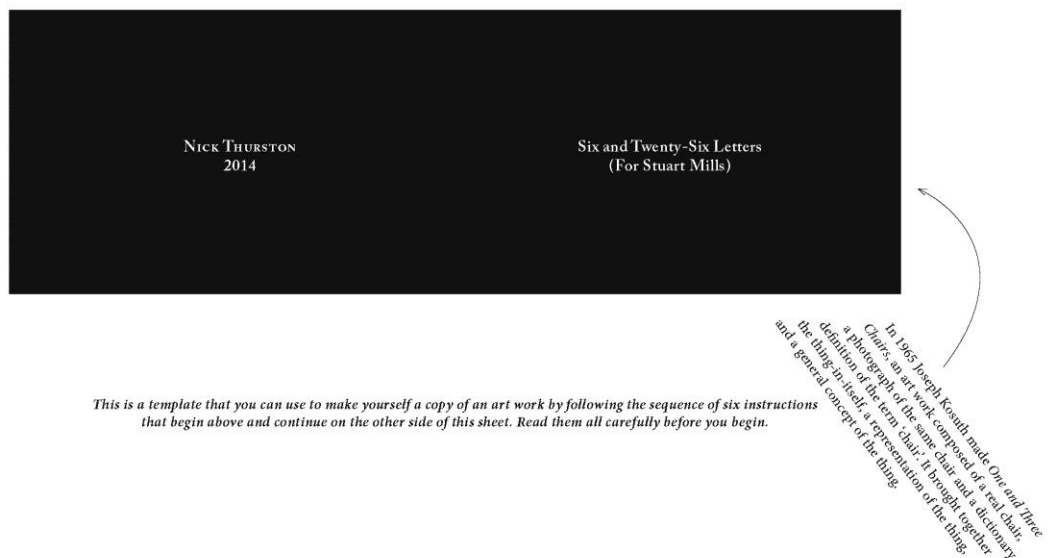 NICK THURSTON
2014
Six and Twenty-Six Letters
(For Stuart Mills)
In 1965 Joseph Kosuth made One and Three
Chairs, an art work composed of a real chair,
a photograph of the same chair and a dictionary
definition of the term ‘chair’. It brought together
the thing-in-itself, a representation of the thing,
and a general concept of the thing.
This is a template that you can use to make yourself a copy of an art work by following the sequence of six instructions
that begin above and continue on the other side of this sheet. Read them all carefully before you begin.